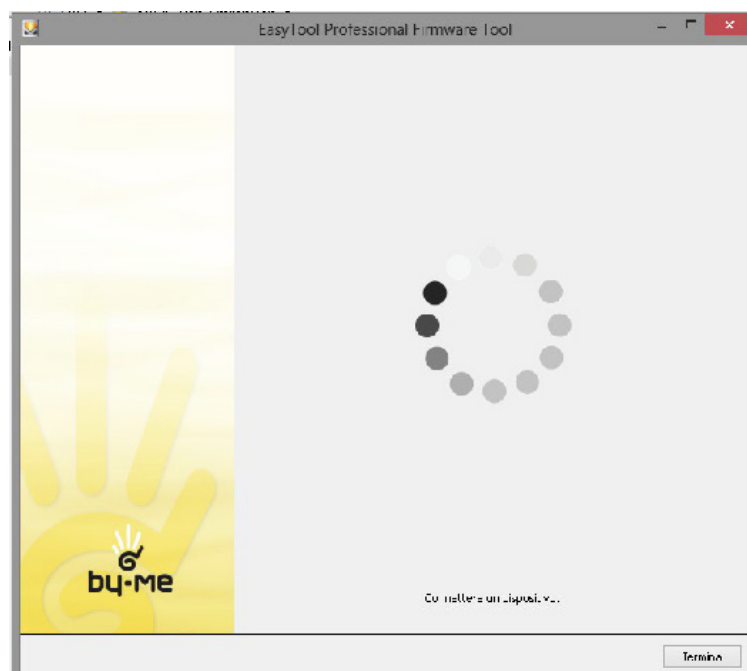 EasyTool Professional Firmware Tool
by-me
Connettere un dispositivo.
Termina